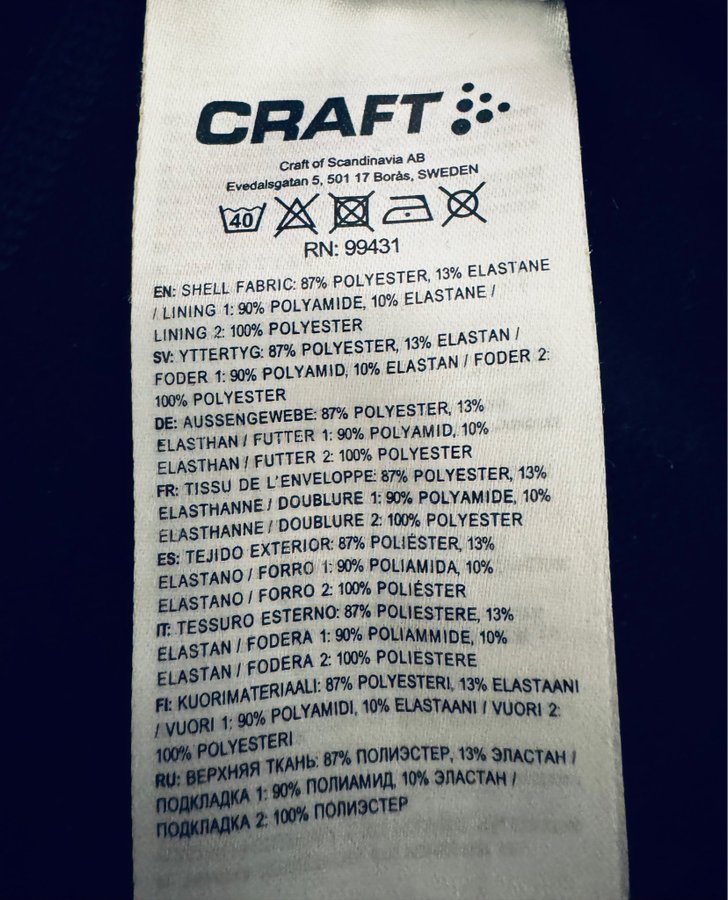 CRAFT
Craft of Scandinavia AB
Evedalsgatan 5, 501 17 Borås, SWEDEN
40
RN: 99431
EN: SHELL FABRIC: 87% POLYESTER, 13% ELASTANE
/ LINING 1: 90% POLYAMIDE, 10% ELASTANE /
LINING 2: 100% POLYESTER
SV: YTTERTYG: 87% POLYESTER, 13% ELASTAN /
FODER 1: 90% POLYAMID, 10% ELASTAN / FODER 2:
100% POLYESTER
DE: AUSSENGEWEBE: 87% POLYESTER, 13%
ELASTHAN / FUTTER 1: 90% POLYAMID, 10%
ELASTHAN / FUTTER 2: 100% POLYESTER
FR: TISSU DE L'ENVELOPPE: 87% POLYESTER, 13%
ELASTHANNE / DOUBLURE 1: 90% POLYAMIDE, 10%
ELASTHANNE / DOUBLURE 2: 100% POLYESTER
ES: TEJIDO EXTERIOR: 87% POLIÉSTER, 13%
ELASTANO / FORRO 1: 90% POLIAMIDA, 10%
ELASTANO / FORRO 2: 100% POLIÉSTER
IT: TESSURO ESTERNO: 87% POLIESTERE, 13%
ELASTAN / FODERA 1: 90% POLIAMMIDE, 10%
ELASTAN / FODERA 2: 100% POLIESTERE
FI: KUORIMATERIAALI: 87% POLYESTERI, 13% ELASTAANI
/ VUORI 1: 90% POLYAMIDI, 10% ELASTAANI / VUORI 2:
100% POLYESTERI
RU: ВЕРХНЯЯ ТКАНЬ: 87% ПОЛИЭСТЕР, 13% ЭЛАСТАН /
ПОДКЛАДКА 1: 90% ПОЛИАМИД, 10% ЭЛАСТАН /
ПОДКЛАДКА 2: 100% ПОЛИЭСТЕР